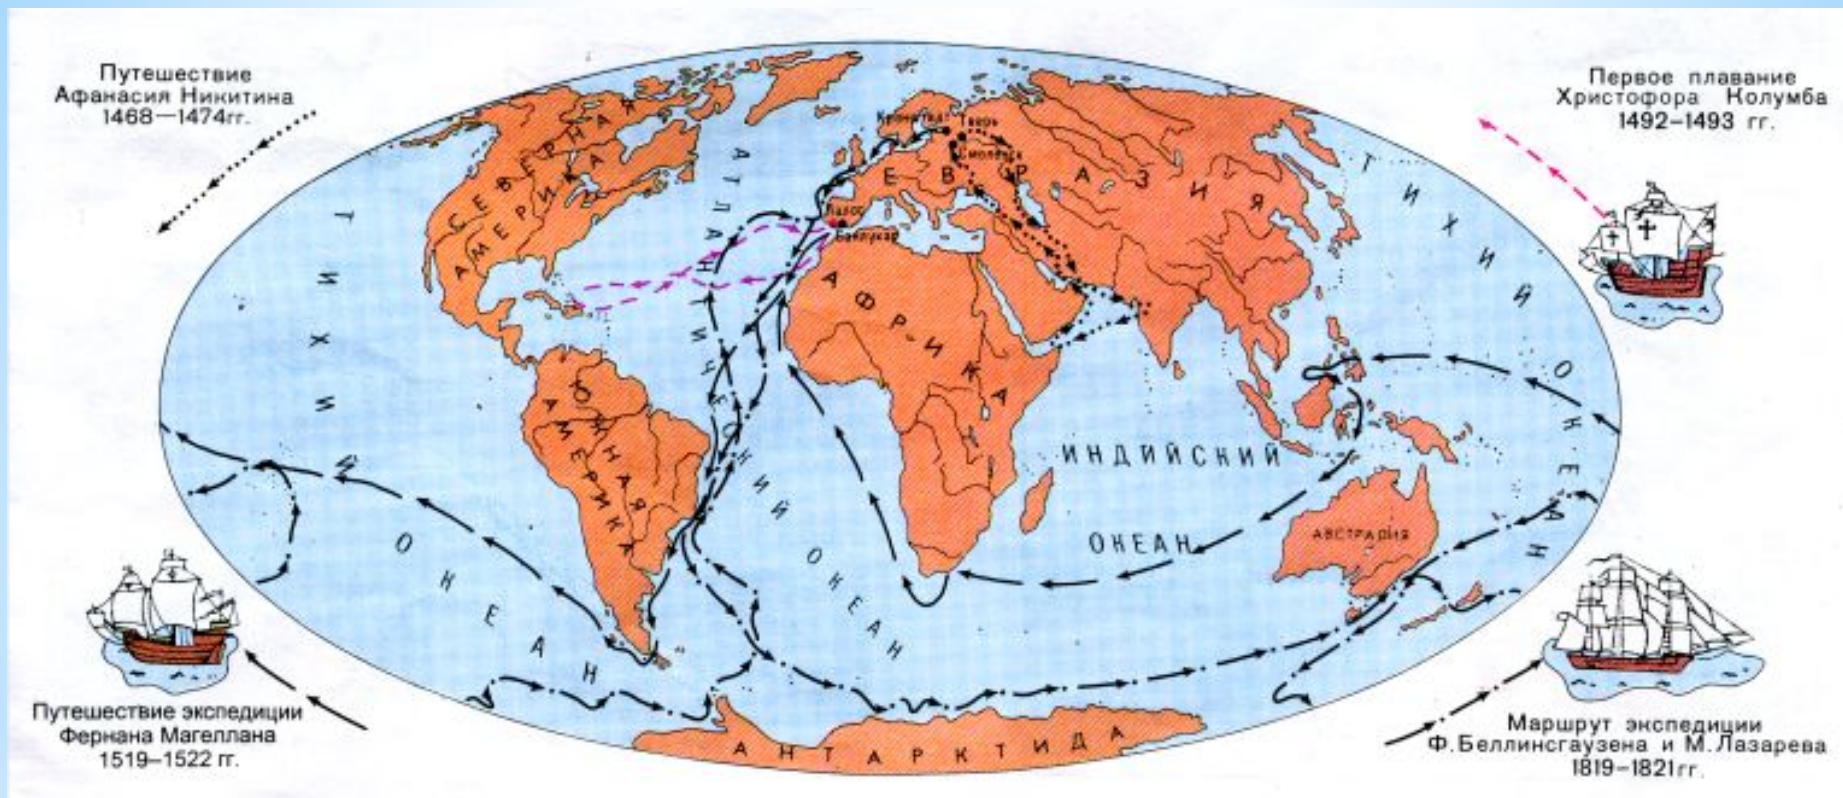 Путешествие
Афанасия Никитина
1468—1474гг.
Первое плавание
Христофора Колумба
1492—1493 гг.
СЕВЕРНАЯ
АМЕРИКА
АТЛАНТИЧЕСКИЙ ОКЕАН
Кронштадт
Тверь
Смоленск
ЕВРАЗИЯ
Палос
Санлукар
ТИХИЙ ОКЕАН
ТИХИЙ ОКЕАН
АФРИКА
ЮЖНАЯ
АМЕРИКА
ИНДИЙСКИЙ
ОКЕАН
АВСТРАЛИЯ
АНТАРКТИДА
Путешествие экспедиции
Фернана Магеллана
1519–1522 гг.
Маршрут экспедиции
Ф.Беллинсгаузена и М.Лазарева
1819—1821гг.